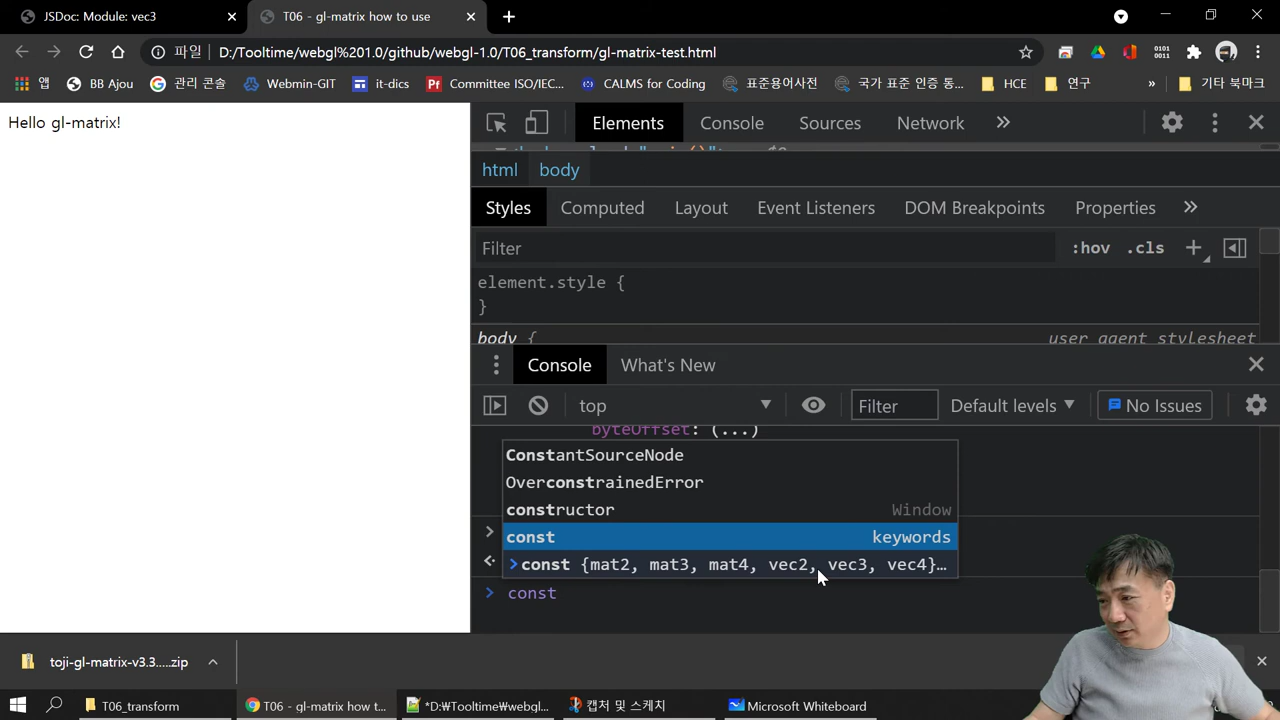 JSDoc: Module: vec3
T06 - gl-matrix how to use
파일 D:/Tooltime/webgl%201.0/github/webgl-1.0/T06_transform/gl-matrix-test.html
앱 BB Ajou 관리 콘솔 Webmin-GIT it-dics Committee ISO/IEC,... CALMS for Coding 표준용어사전 국가 표준 인증 통... HCE 연구 » 기타 북마크
Hello gl-matrix!
Elements Console Sources Network »
html body
Styles Computed Layout Event Listeners DOM Breakpoints Properties »
Filter :hov .cls
element.style {
}
body { user agent stylesheet
Console What's New
top Filter Default levels No Issues
byteOffset: (...)
ConstantSourceNode
OverconstrainedError
constructor Window
const keywords
const {mat2, mat3, mat4, vec2, vec3, vec4}…
const
toji-gl-matrix-v3.3.....zip
T06_transform T06 - gl-matrix how t... *D:₩Tooltime₩webgl... 캡처 및 스케치 Microsoft Whiteboard